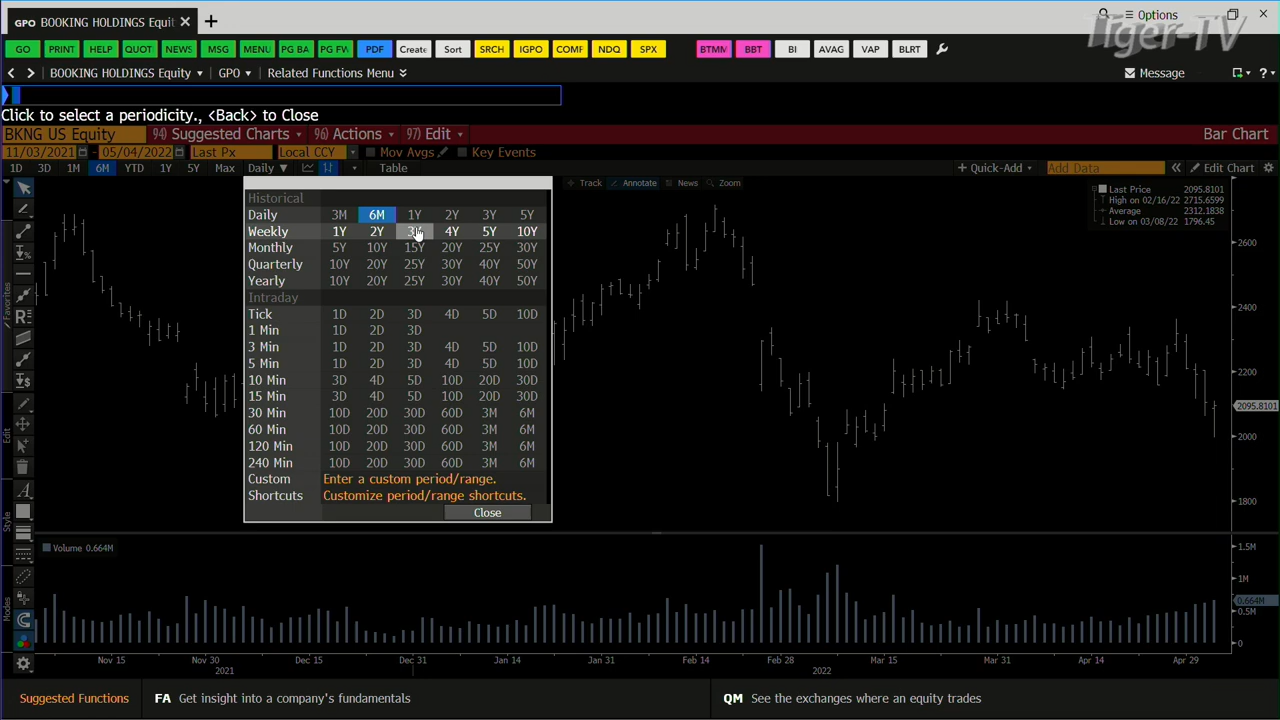 GPO BOOKING HOLDINGS Equit
Options
Tiger-TV
GO PRINT HELP QUOT NEWS MSG MENU PG BA PG FW PDF Create Sort SRCH IGPO COMF NDQ SPX BTMM BBT BI AVAG VAP BLRT
BOOKING HOLDINGS Equity GPO Related Functions Menu Message ?
Click to select a periodicity., <Back> to Close
BKNG US Equity 94) Suggested Charts 96) Actions 97) Edit Bar Chart
11/03/2021 - 05/04/2022 Last Px Local CCY Mov Avgs Key Events
1D 3D 1M 6M YTD 1Y 5Y Max Daily Table + Quick-Add Add Data Edit Chart
Track Annotate News Zoom
Last Price 2095.8101
High on 02/16/22 2715.6599
Average 2312.1838
Low on 03/08/22 1796.45
Historical
Daily 3M 6M 1Y 2Y 3Y 5Y
Weekly 1Y 2Y 3Y 4Y 5Y 10Y
Monthly 5Y 10Y 15Y 20Y 25Y 30Y
Quarterly 10Y 20Y 25Y 30Y 40Y 50Y
Yearly 10Y 20Y 25Y 30Y 40Y 50Y
Intraday
Tick 1D 2D 3D 4D 5D 10D
1 Min 1D 2D 3D
3 Min 1D 2D 3D 4D 5D 10D
5 Min 1D 2D 3D 4D 5D 10D
10 Min 3D 4D 5D 10D 20D 30D
15 Min 3D 4D 5D 10D 20D 30D
30 Min 10D 20D 30D 60D 3M 6M
60 Min 10D 20D 30D 60D 3M 6M
120 Min 10D 20D 30D 60D 3M 6M
240 Min 10D 20D 30D 60D 3M 6M
Custom Enter a custom period/range.
Shortcuts Customize period/range shortcuts.
Close
Favorites
Edit
Style
Modes
2600
2400
2200
2095.8101
2000
1800
Volume 0.664M
1.5M
1M
0.664M
0.5M
0
Nov 15 Nov 30 Dec 15 Dec 31 Jan 14 Jan 31 Feb 14 Feb 28 Mar 15 Mar 31 Apr 14 Apr 29
2021 2022
Suggested Functions FA Get insight into a company's fundamentals QM See the exchanges where an equity trades